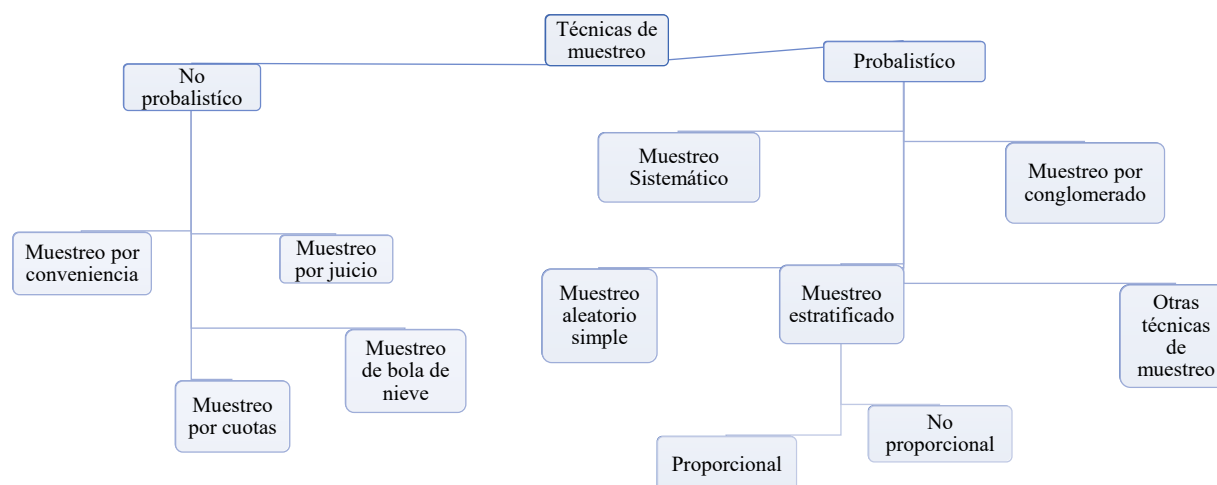 Técnicas de
muestreo
No
probalistíco
Probalistíco
Muestreo
Sistemático
Muestreo por
conglomerado
Muestreo por
conveniencia
Muestreo
por juicio
Muestreo
aleatorio
simple
Muestreo
estratificado
Otras
técnicas
de
muestreo
Muestreo
de bola de
nieve
Muestreo
por cuotas
No
proporcional
Proporcional